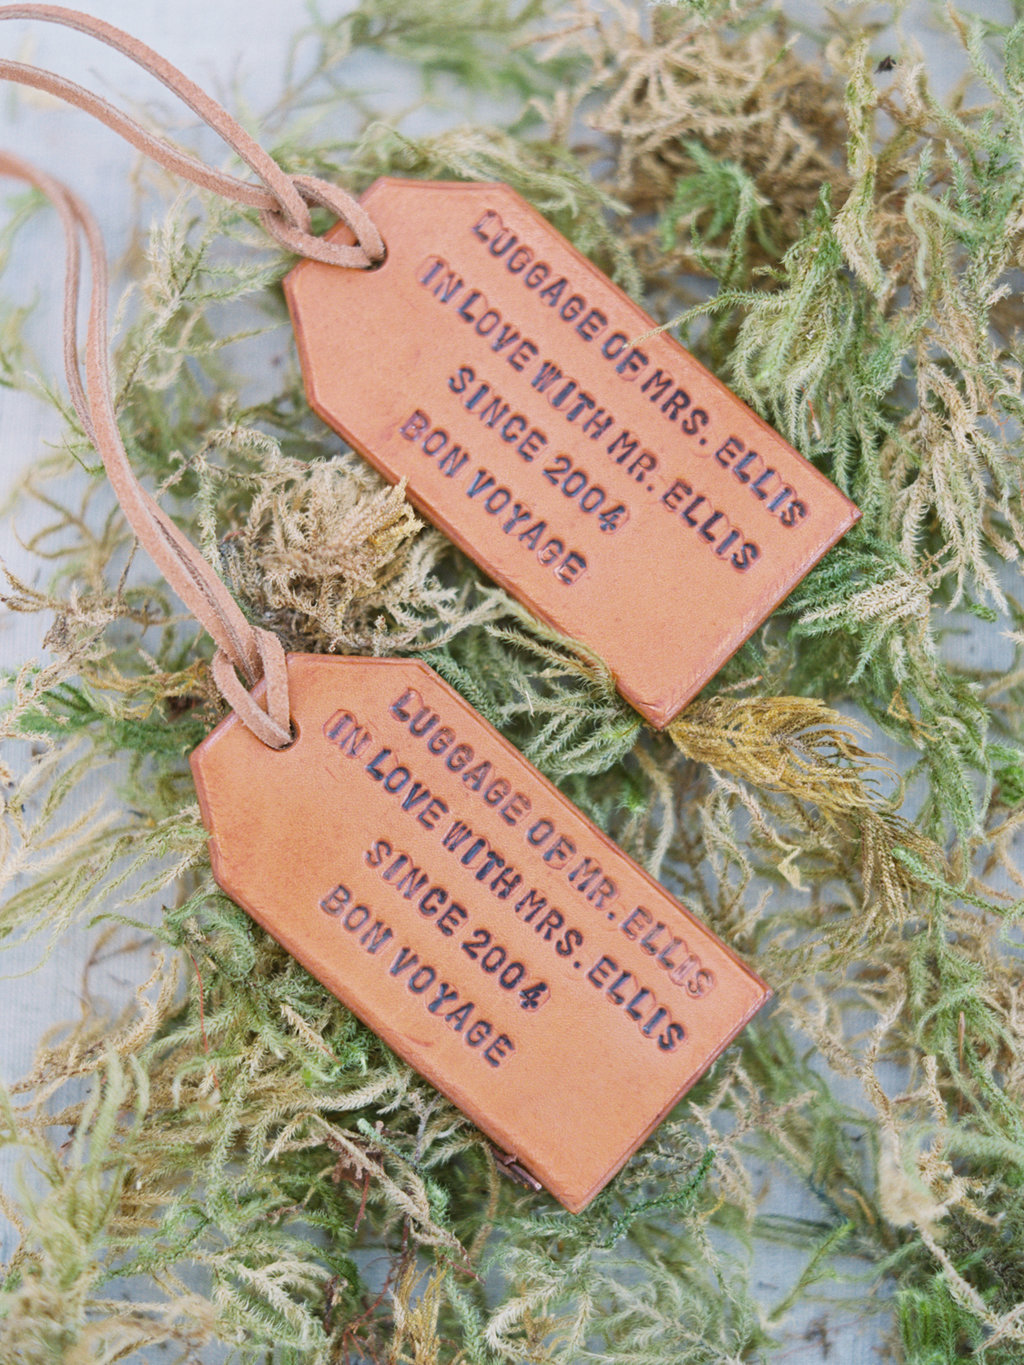 LUGGAGE OF MRS. ELLIS
IN LOVE WITH MR. ELLIS
SINCE 2004
BON VOYAGE
LUGGAGE OF MR. ELLIS
IN LOVE WITH MRS. ELLIS
SINCE 2004
BON VOYAGE